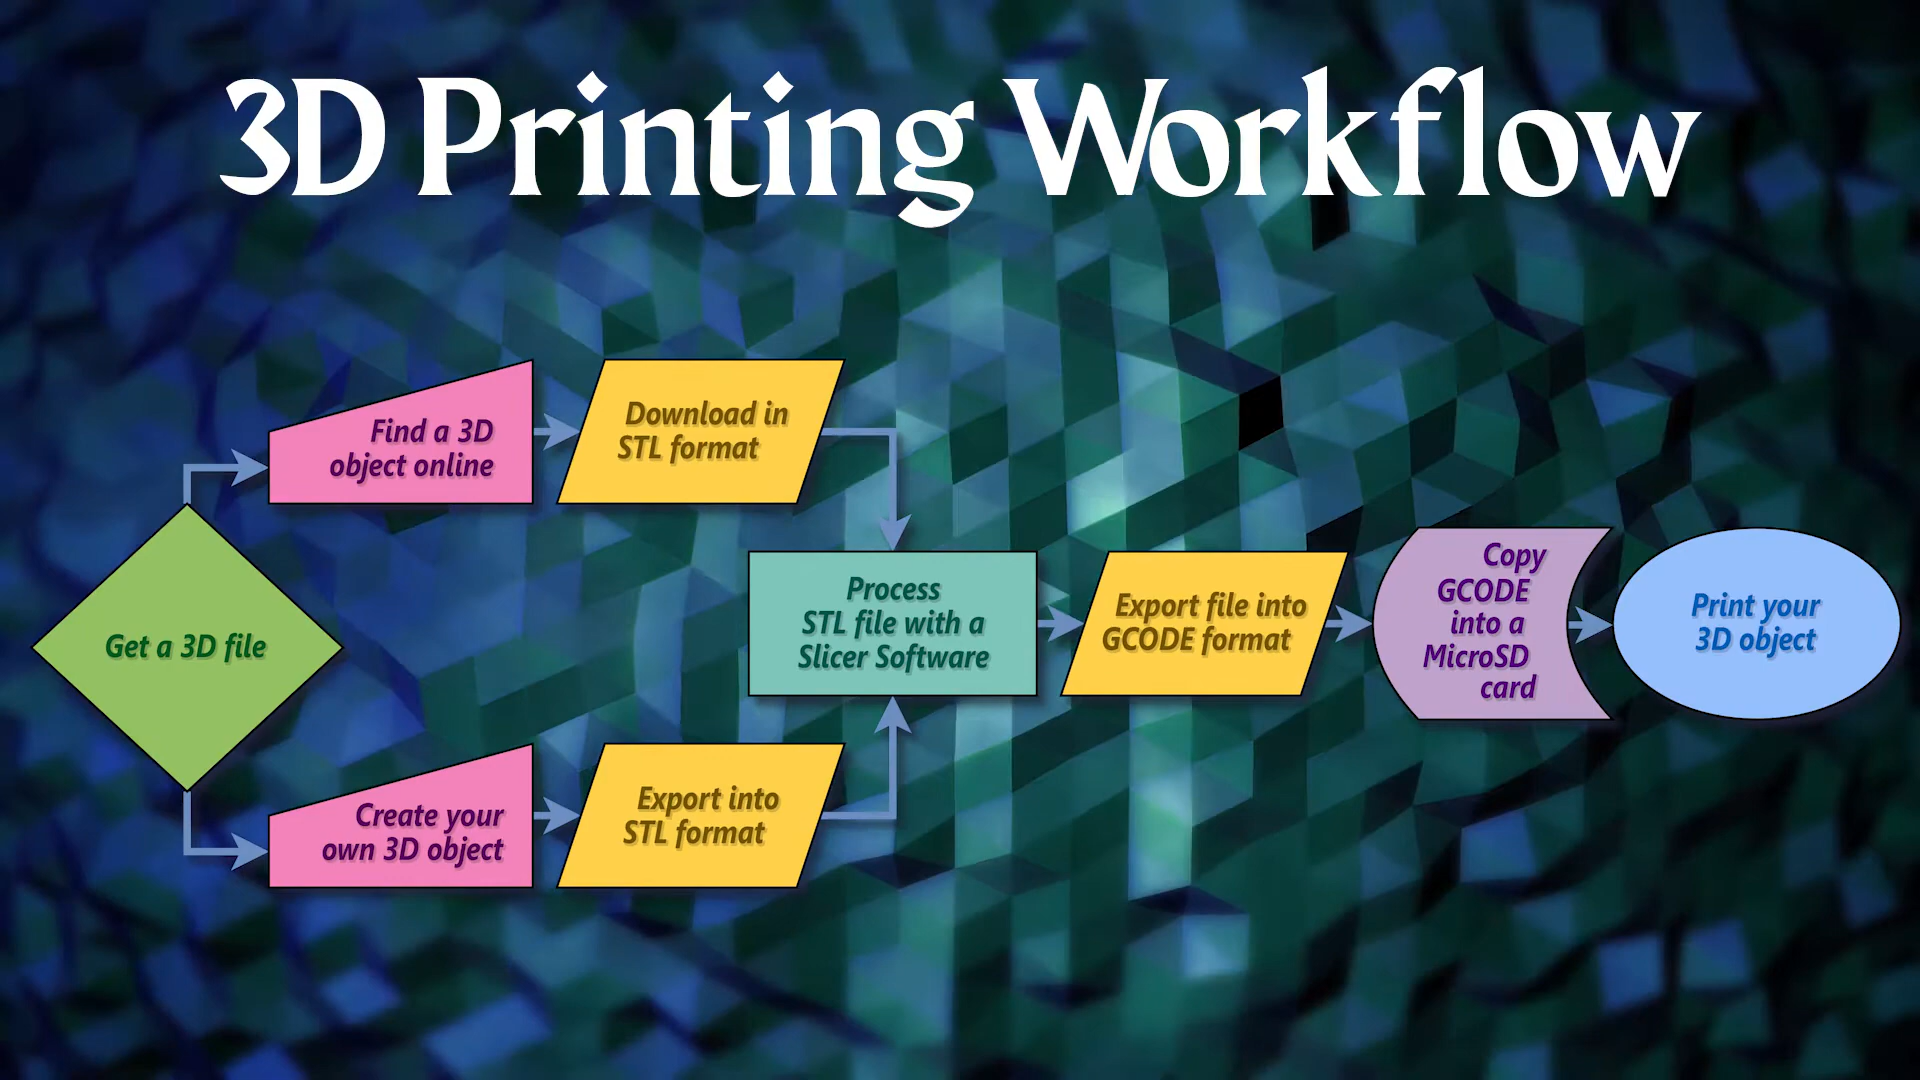 3D Printing Workflow
Find a 3D
object online
Download in
STL format
Get a 3D file
Process
STL file with a
Slicer Software
Export file into
GCODE format
Copy
GCODE
into a
MicroSD
card
Print your
3D object
Create your
own 3D object
Export into
STL format